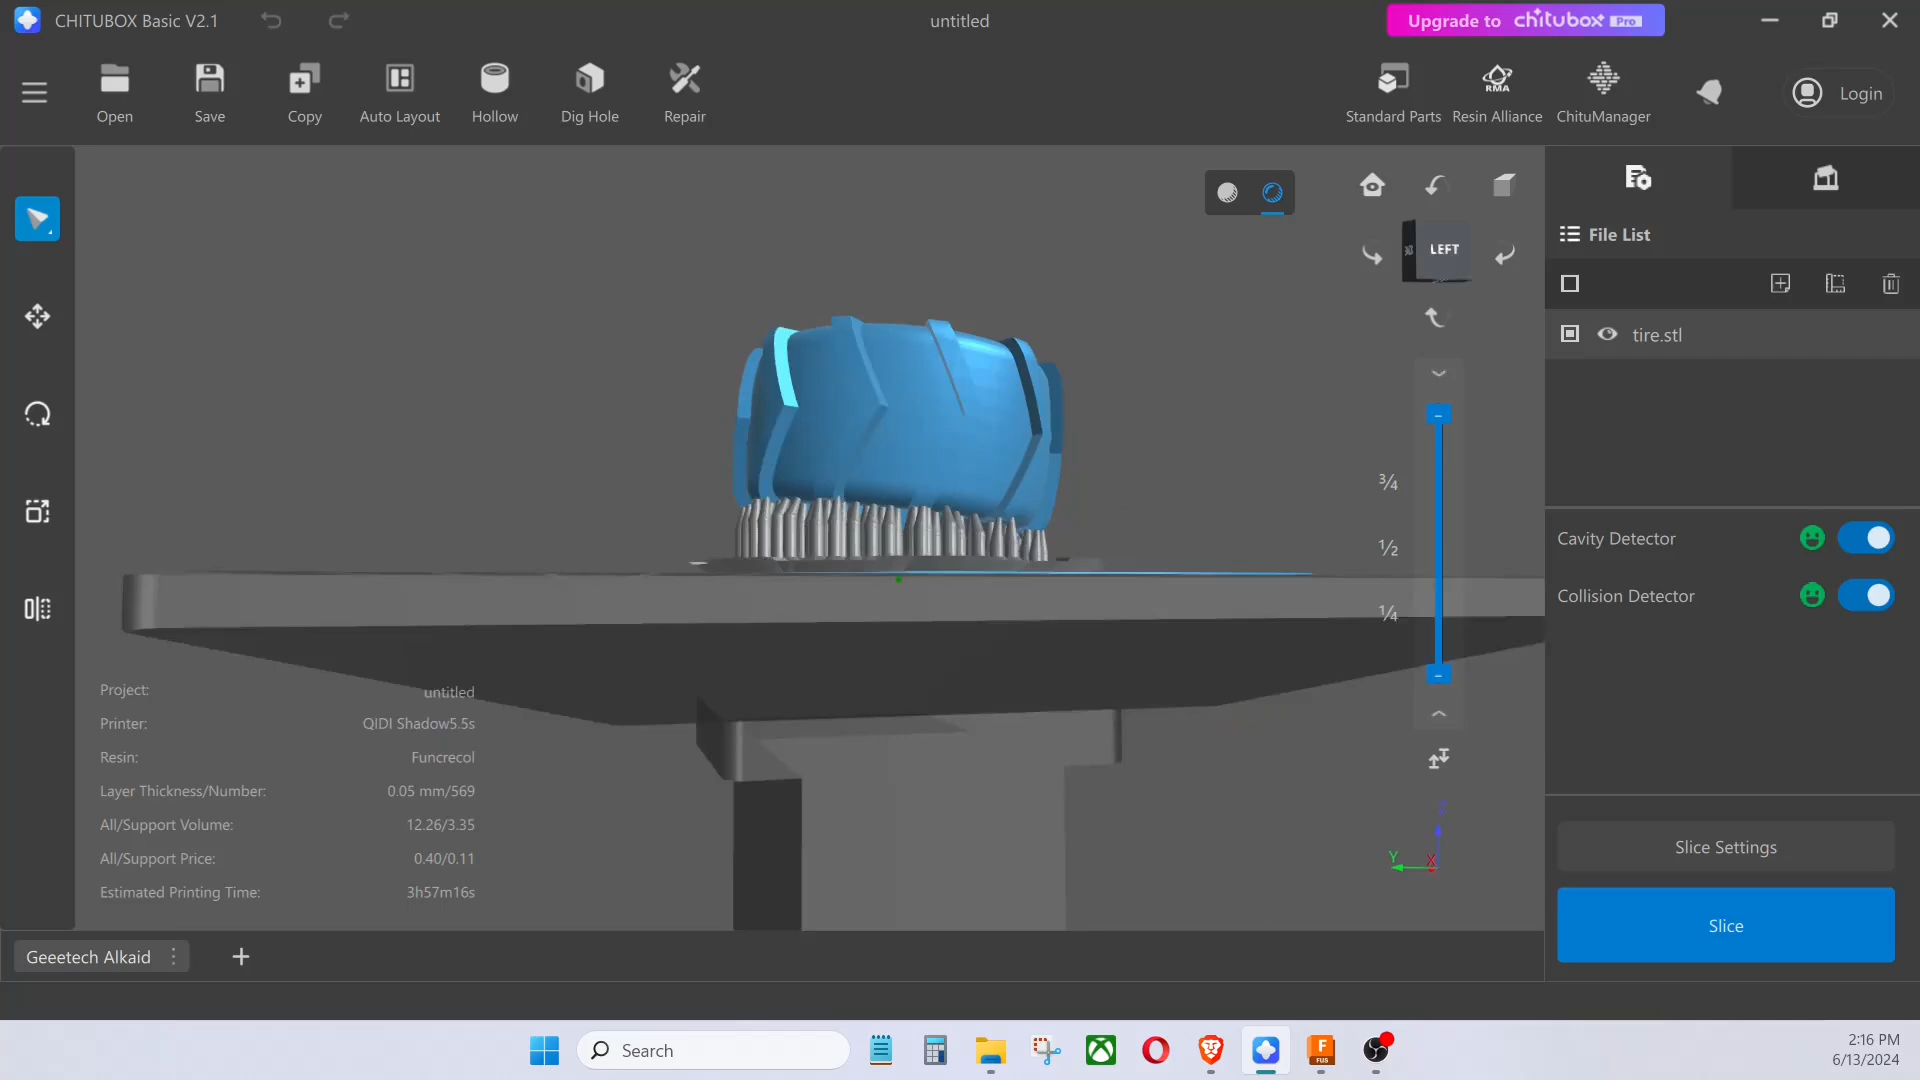 CHITUBOX Basic V2.1
untitled
Upgrade to chitubox Pro
Open
Save
Copy
Auto Layout
Hollow
Dig Hole
Repair
RMA
Standard Parts
Resin Alliance
ChituManager
Login
LEFT
File List
tire.stl
3/4
1/2
1/4
Cavity Detector
Collision Detector
Project: untitled
Printer: QIDI Shadow5.5s
Resin: Funcrecol
Layer Thickness/Number: 0.05 mm/569
All/Support Volume: 12.26/3.35
All/Support Price: 0.40/0.11
Estimated Printing Time: 3h57m16s
Z
Y
X
Slice Settings
Slice
Geeetech Alkaid
Search
F
FUS
2:16 PM
6/13/2024